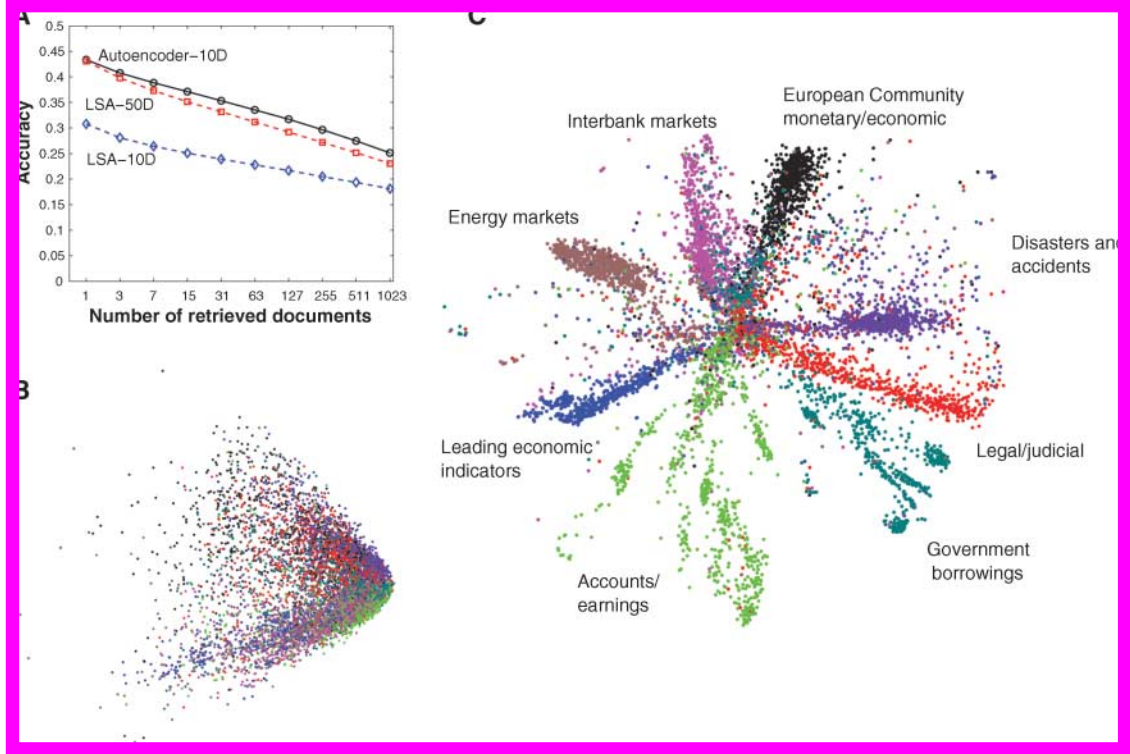 A
0.5
0.45
0.4
0.35
0.3
0.25
0.2
0.15
0.1
0.05
0
Accuracy
Autoencoder-10D
LSA-50D
LSA-10D
1 3 7 15 31 63 127 255 511 1023
Number of retrieved documents
B
C
European Community
monetary/economic
Interbank markets
Energy markets
Disasters and
accidents
Leading economic
indicators
Legal/judicial
Government
borrowings
Accounts/
earnings